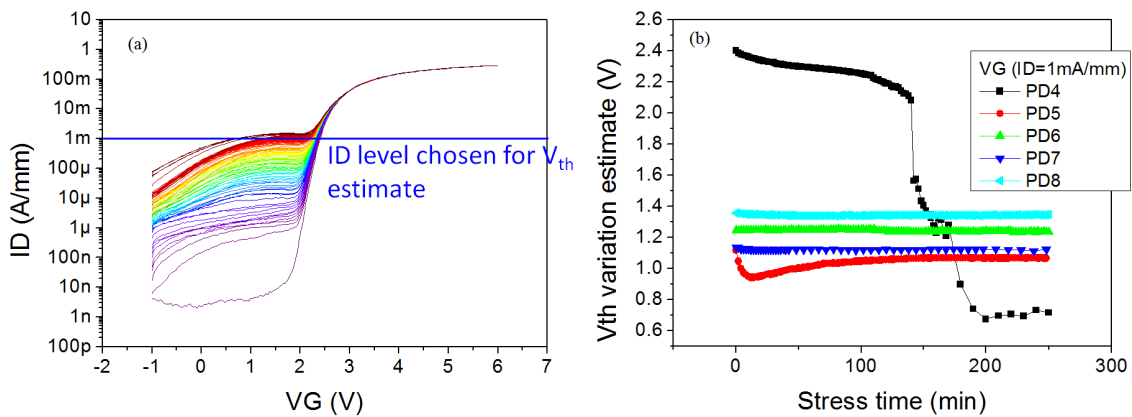 (a)
ID (A/mm)
10
1
100m
10m
1m
100µ
10µ
1µ
100n
10n
1n
100p
ID level chosen for Vth
estimate
-1 0 1 2 3 4 5 6 7
VG (V)
(b)
Vth variation estimate (V)
2.6
2.4
2.2
2.0
1.8
1.6
1.4
1.2
1.0
0.8
0.6
VG (ID=1mA/mm)
PD4
PD5
PD6
PD7
PD8
0 100 200 300
Stress time (min)